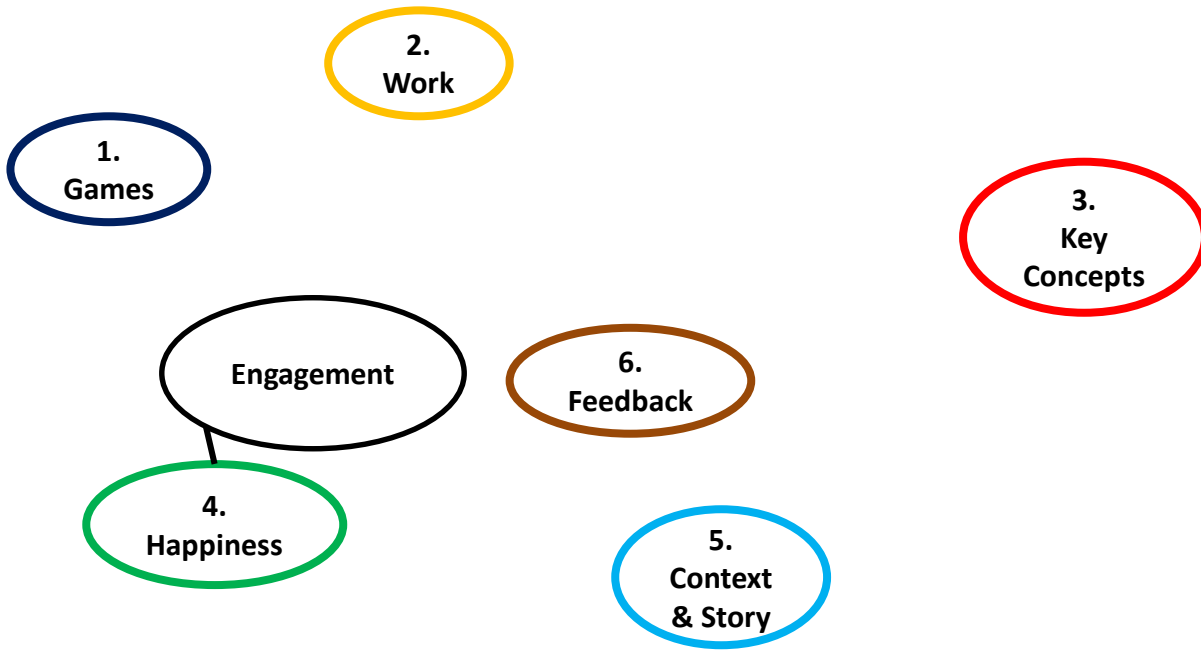 1.
Games
2.
Work
3.
Key
Concepts
Engagement
4.
Happiness
5.
Context
& Story
6.
Feedback